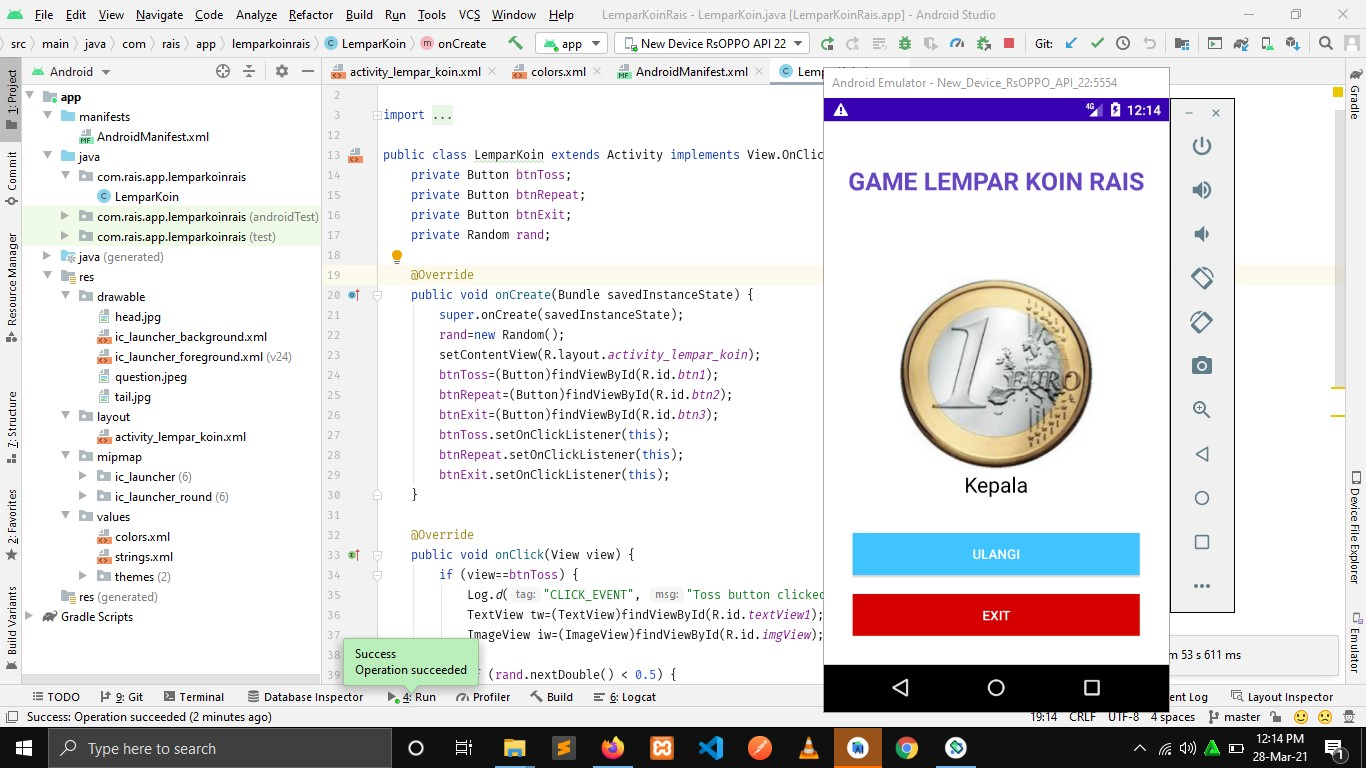 File Edit View Navigate Code Analyze Refactor Build Run Tools VCS Window Help LemparKoinRais - LemparKoin.java [LemparKoinRais.app] - Android Studio
src main java com rais app lemparkoinrais LemparKoin onCreate app New Device RsOPPO API 22 Git:
Android
activity_lempar_koin.xml colors.xml AndroidManifest.xml
1: Project
Commit
Resource Manager
7: Structure
2: Favorites
Build Variants
app
manifests
AndroidManifest.xml
java
com.rais.app.lemparkoinrais
LemparKoin
com.rais.app.lemparkoinrais (androidTest)
com.rais.app.lemparkoinrais (test)
java (generated)
res
drawable
head.jpg
ic_launcher_background.xml
ic_launcher_foreground.xml (v24)
question.jpeg
tail.jpg
layout
activity_lempar_koin.xml
mipmap
ic_launcher (6)
ic_launcher_round (6)
values
colors.xml
strings.xml
themes (2)
res (generated)
Gradle Scripts
2
3 import ...
12
13 public class LemparKoin extends Activity implements View.OnClic
14 private Button btnToss;
15 private Button btnRepeat;
16 private Button btnExit;
17 private Random rand;
18
19 @Override
20 public void onCreate(Bundle savedInstanceState) {
21 super.onCreate(savedInstanceState);
22 rand=new Random();
23 setContentView(R.layout.activity_lempar_koin);
24 btnToss=(Button)findViewById(R.id.btn1);
25 btnRepeat=(Button)findViewById(R.id.btn2);
26 btnExit=(Button)findViewById(R.id.btn3);
27 btnToss.setOnClickListener(this);
28 btnRepeat.setOnClickListener(this);
29 btnExit.setOnClickListener(this);
30 }
31
32 @Override
33 public void onClick(View view) {
34 if (view==btnToss) {
35 Log.d( tag: "CLICK_EVENT", msg: "Toss button clicked
36 TextView tw=(TextView)findViewById(R.id.textView1);
37 ImageView iw=(ImageView)findViewById(R.id.imgView);
38
39 (rand.nextDouble() < 0.5) {
Success
Operation succeeded
Android Emulator - New_Device_RsOPPO_API_22:5554
4G 12:14
GAME LEMPAR KOIN RAIS
1 EURO
Kepala
ULANGI
EXIT
m 53 s 611 ms
Gradle
Device File Explorer
Emulator
TODO 9: Git Terminal Database Inspector 4: Run Profiler Build 6: Logcat ent Log Layout Inspector
Success: Operation succeeded (2 minutes ago) 19:14 CRLF UTF-8 4 spaces master
Type here to search
12:14 PM
28-Mar-21
1